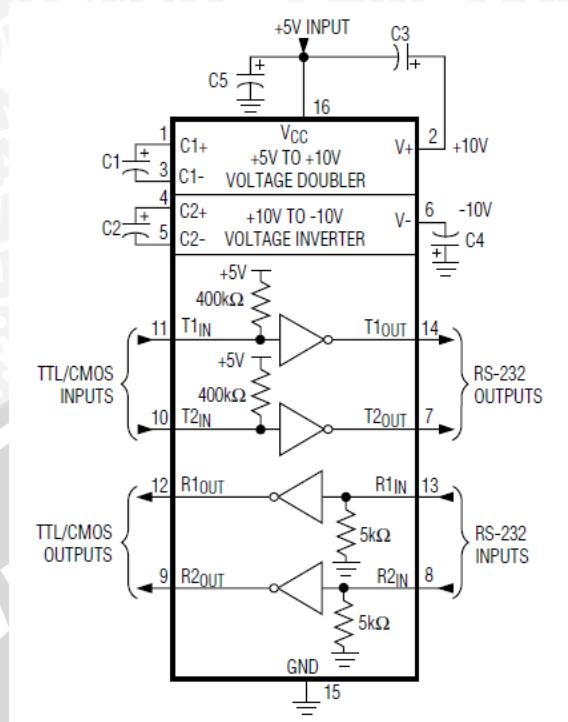 +5V INPUT
C3
C5
+
+
16
1
VCC
2
C1+
+5V TO +10V
V+
+10V
C1
+
3
C1-
VOLTAGE DOUBLER
4
C2+
+10V TO -10V
V-
6
-10V
C2
+
5
C2-
VOLTAGE INVERTER
C4
+
+5V
400kΩ
11
T1IN
T1OUT
14
+5V
TTL/CMOS
INPUTS
400kΩ
RS-232
OUTPUTS
10
T2IN
T2OUT
7
12
R1OUT
R1IN
13
TTL/CMOS
OUTPUTS
5kΩ
RS-232
INPUTS
9
R2OUT
R2IN
8
5kΩ
GND
15